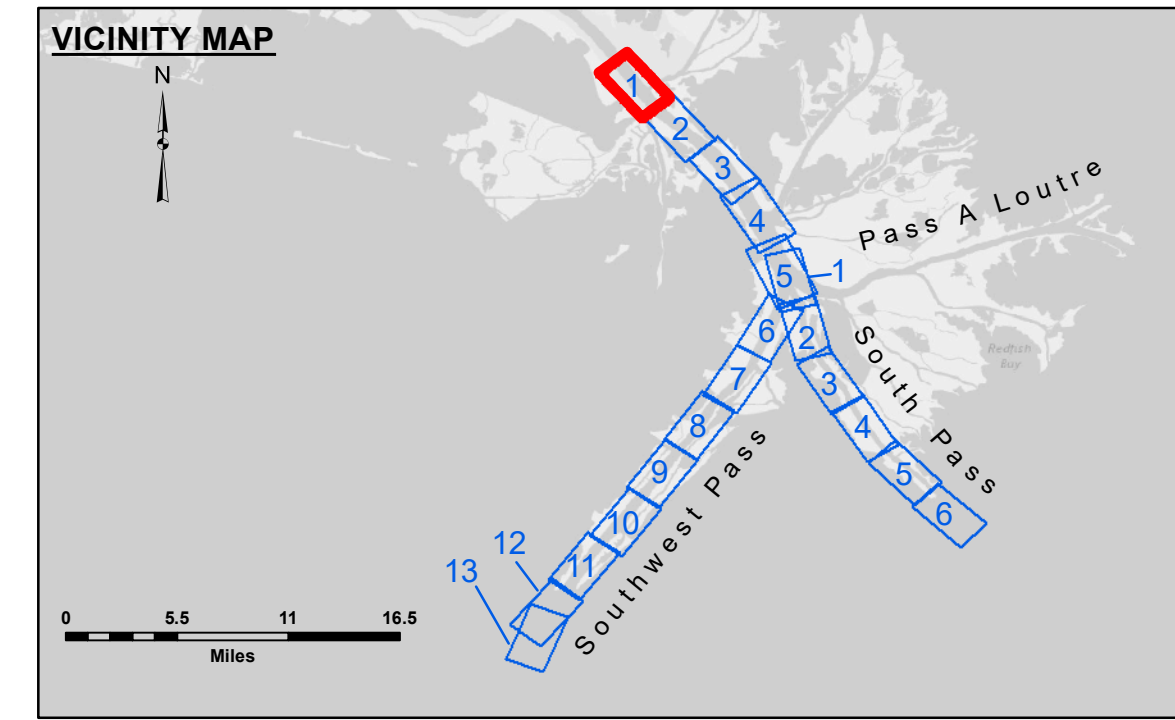 VICINITY MAP
N
1
2
3
4
5
1
Pass A Loutre
6
2
7
3
South Pass
Redfish
Bay
8
4
9
5
10
6
11
12
13
Southwest Pass
0 5.5 11 16.5
Miles